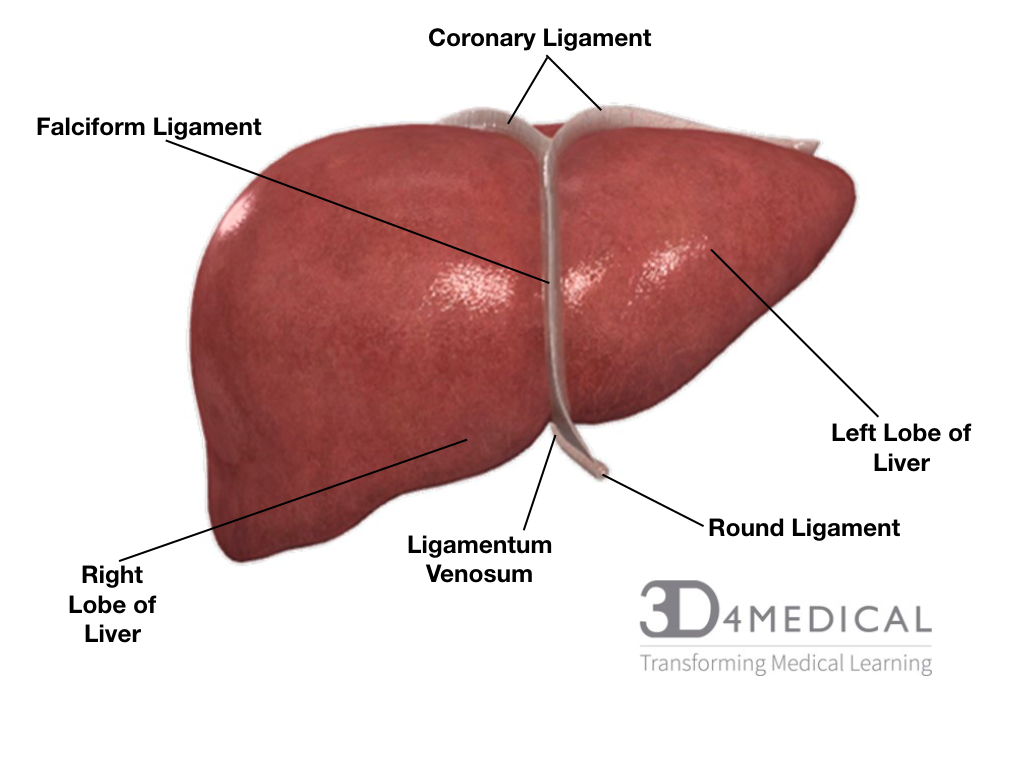 Coronary Ligament
Falciform Ligament
Left Lobe of
Liver
Round Ligament
Ligamentum
Venosum
Right
Lobe of
Liver
3D4MEDICAL
Transforming Medical Learning